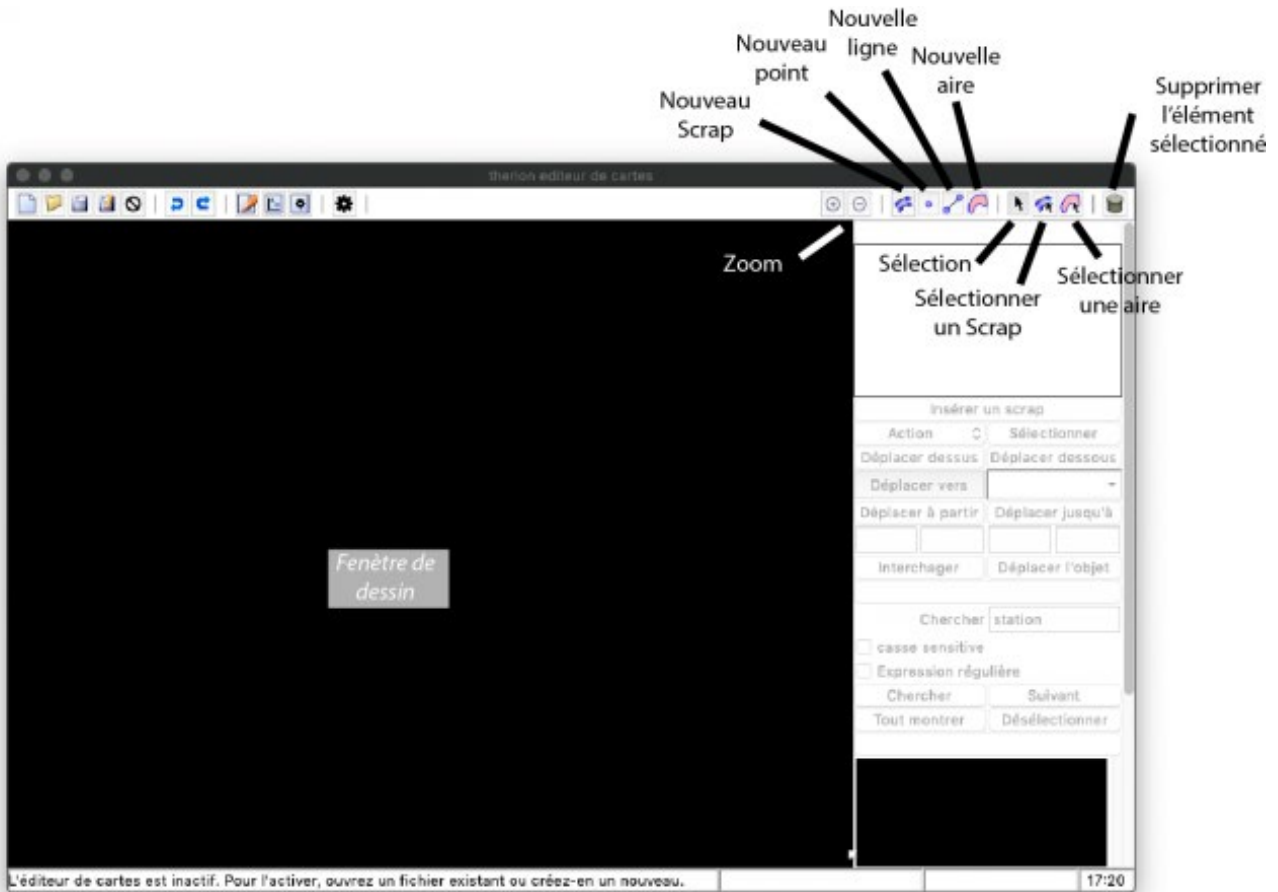 Nouvelle
ligne
Nouveau
point
Nouvelle
aire
Nouveau
Scrap
Supprimer
l'élément
sélectionné
therion editeur de cartes
Zoom
Sélection
Sélectionner
un Scrap
Sélectionner
une aire
Insérer un scrap
Action Sélectionner
Déplacer dessus Déplacer dessous
Déplacer vers
Déplacer à partir Déplacer jusqu'à
Interchager Déplacer l'objet
Fenètre de
dessin
Chercher station
casse sensitive
Expression régulière
Chercher Suivant
Tout montrer Désélectionner
L'éditeur de cartes est inactif. Pour l'activer, ouvrez un fichier existant ou créez-en un nouveau.
17:20